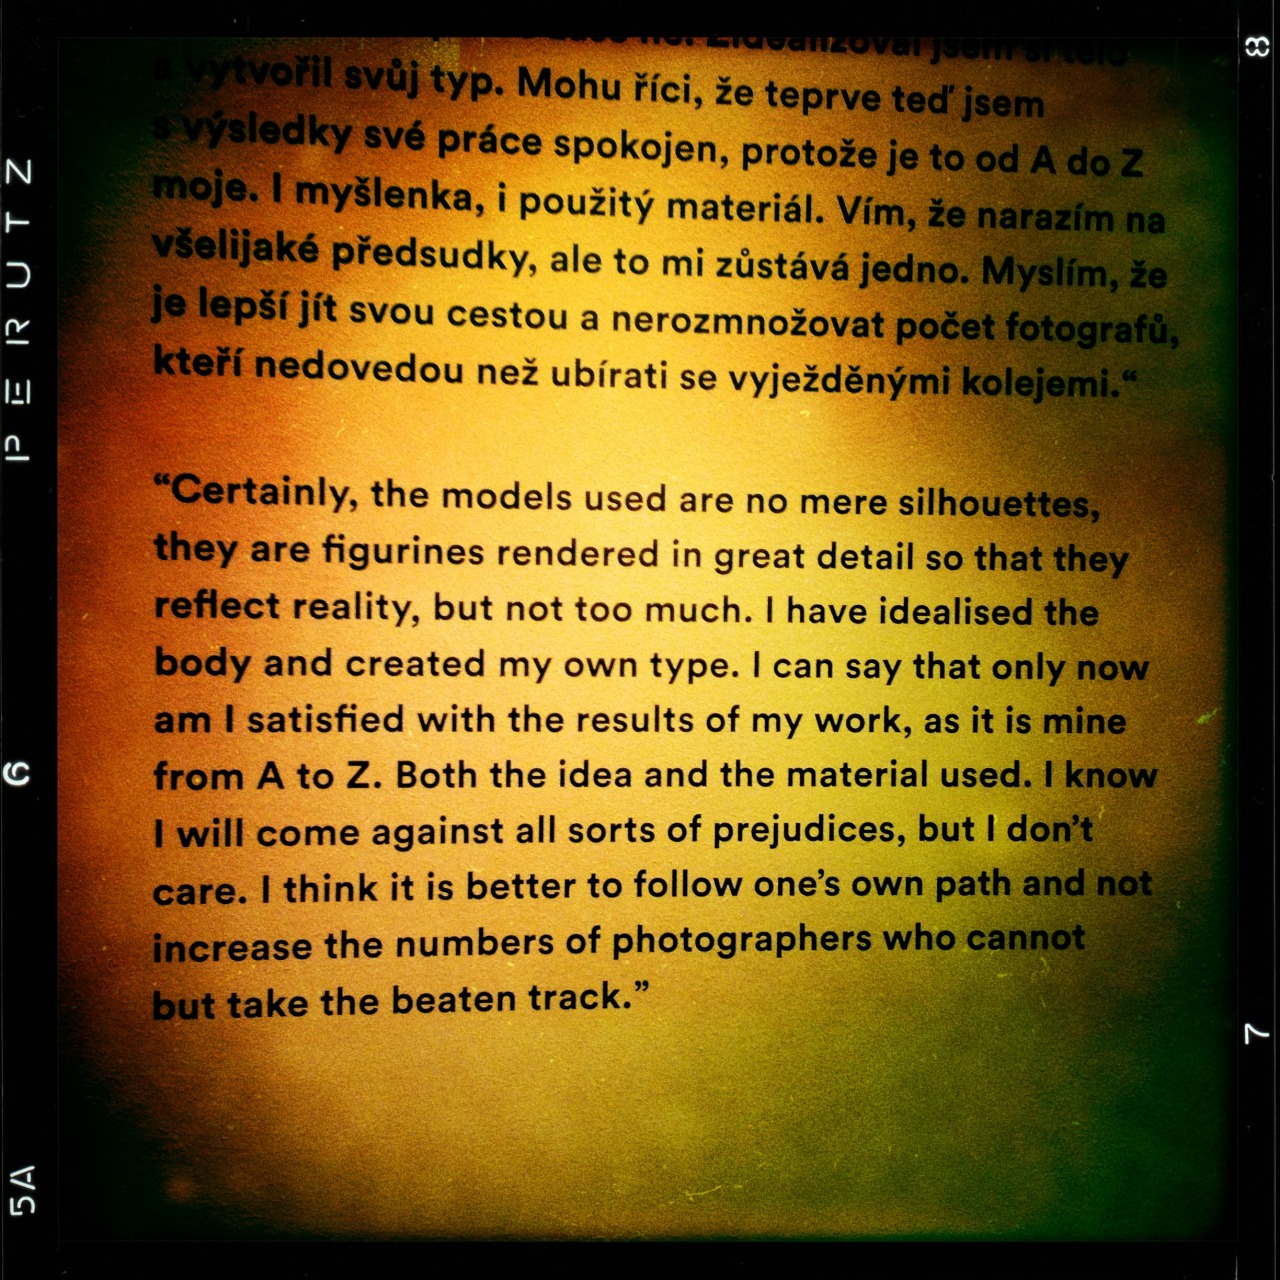 Zidealizoval jsem si tělo
a vytvořil svůj typ. Mohu říci, že teprve teď jsem
s výsledky své práce spokojen, protože je to od A do Z
moje. I myšlenka, i použitý materiál. Vím, že narazím na
všelijaké předsudky, ale to mi zůstává jedno. Myslím, že
je lepší jít svou cestou a nerozmnožovat počet fotografů,
kteří nedovedou než ubírati se vyježděnými kolejemi.“
“Certainly, the models used are no mere silhouettes,
they are figurines rendered in great detail so that they
reflect reality, but not too much. I have idealised the
body and created my own type. I can say that only now
am I satisfied with the results of my work, as it is mine
from A to Z. Both the idea and the material used. I know
I will come against all sorts of prejudices, but I don’t
care. I think it is better to follow one’s own path and not
increase the numbers of photographers who cannot
but take the beaten track.”
PERUTZ
6
5A
8
7